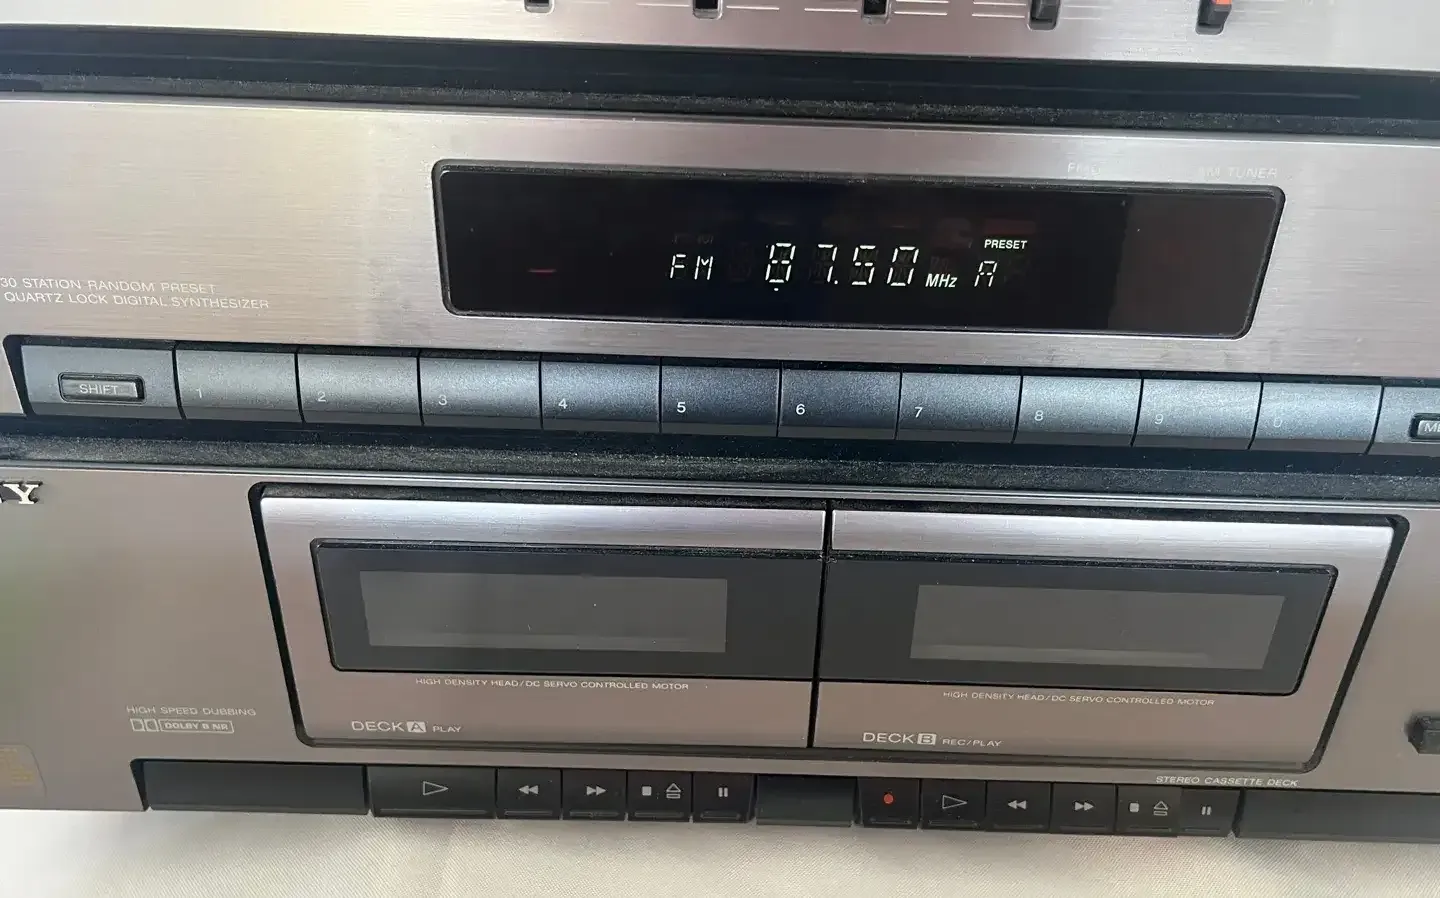 TUNER
FM 87.50 MHz A
PRESET
30 STATION RANDOM PRESET
QUARTZ LOCK DIGITAL SYNTHESIZER
SHIFT
1 2 3 4 5 6 7 8 9 0
Y
HIGH DENSITY HEAD/DC SERVO CONTROLLED MOTOR
HIGH DENSITY HEAD/DC SERVO CONTROLLED MOTOR
HIGH SPEED DUBBING
DOLBY B NR
DECK A PLAY
DECK B REC/PLAY
STEREO CASSETTE DECK